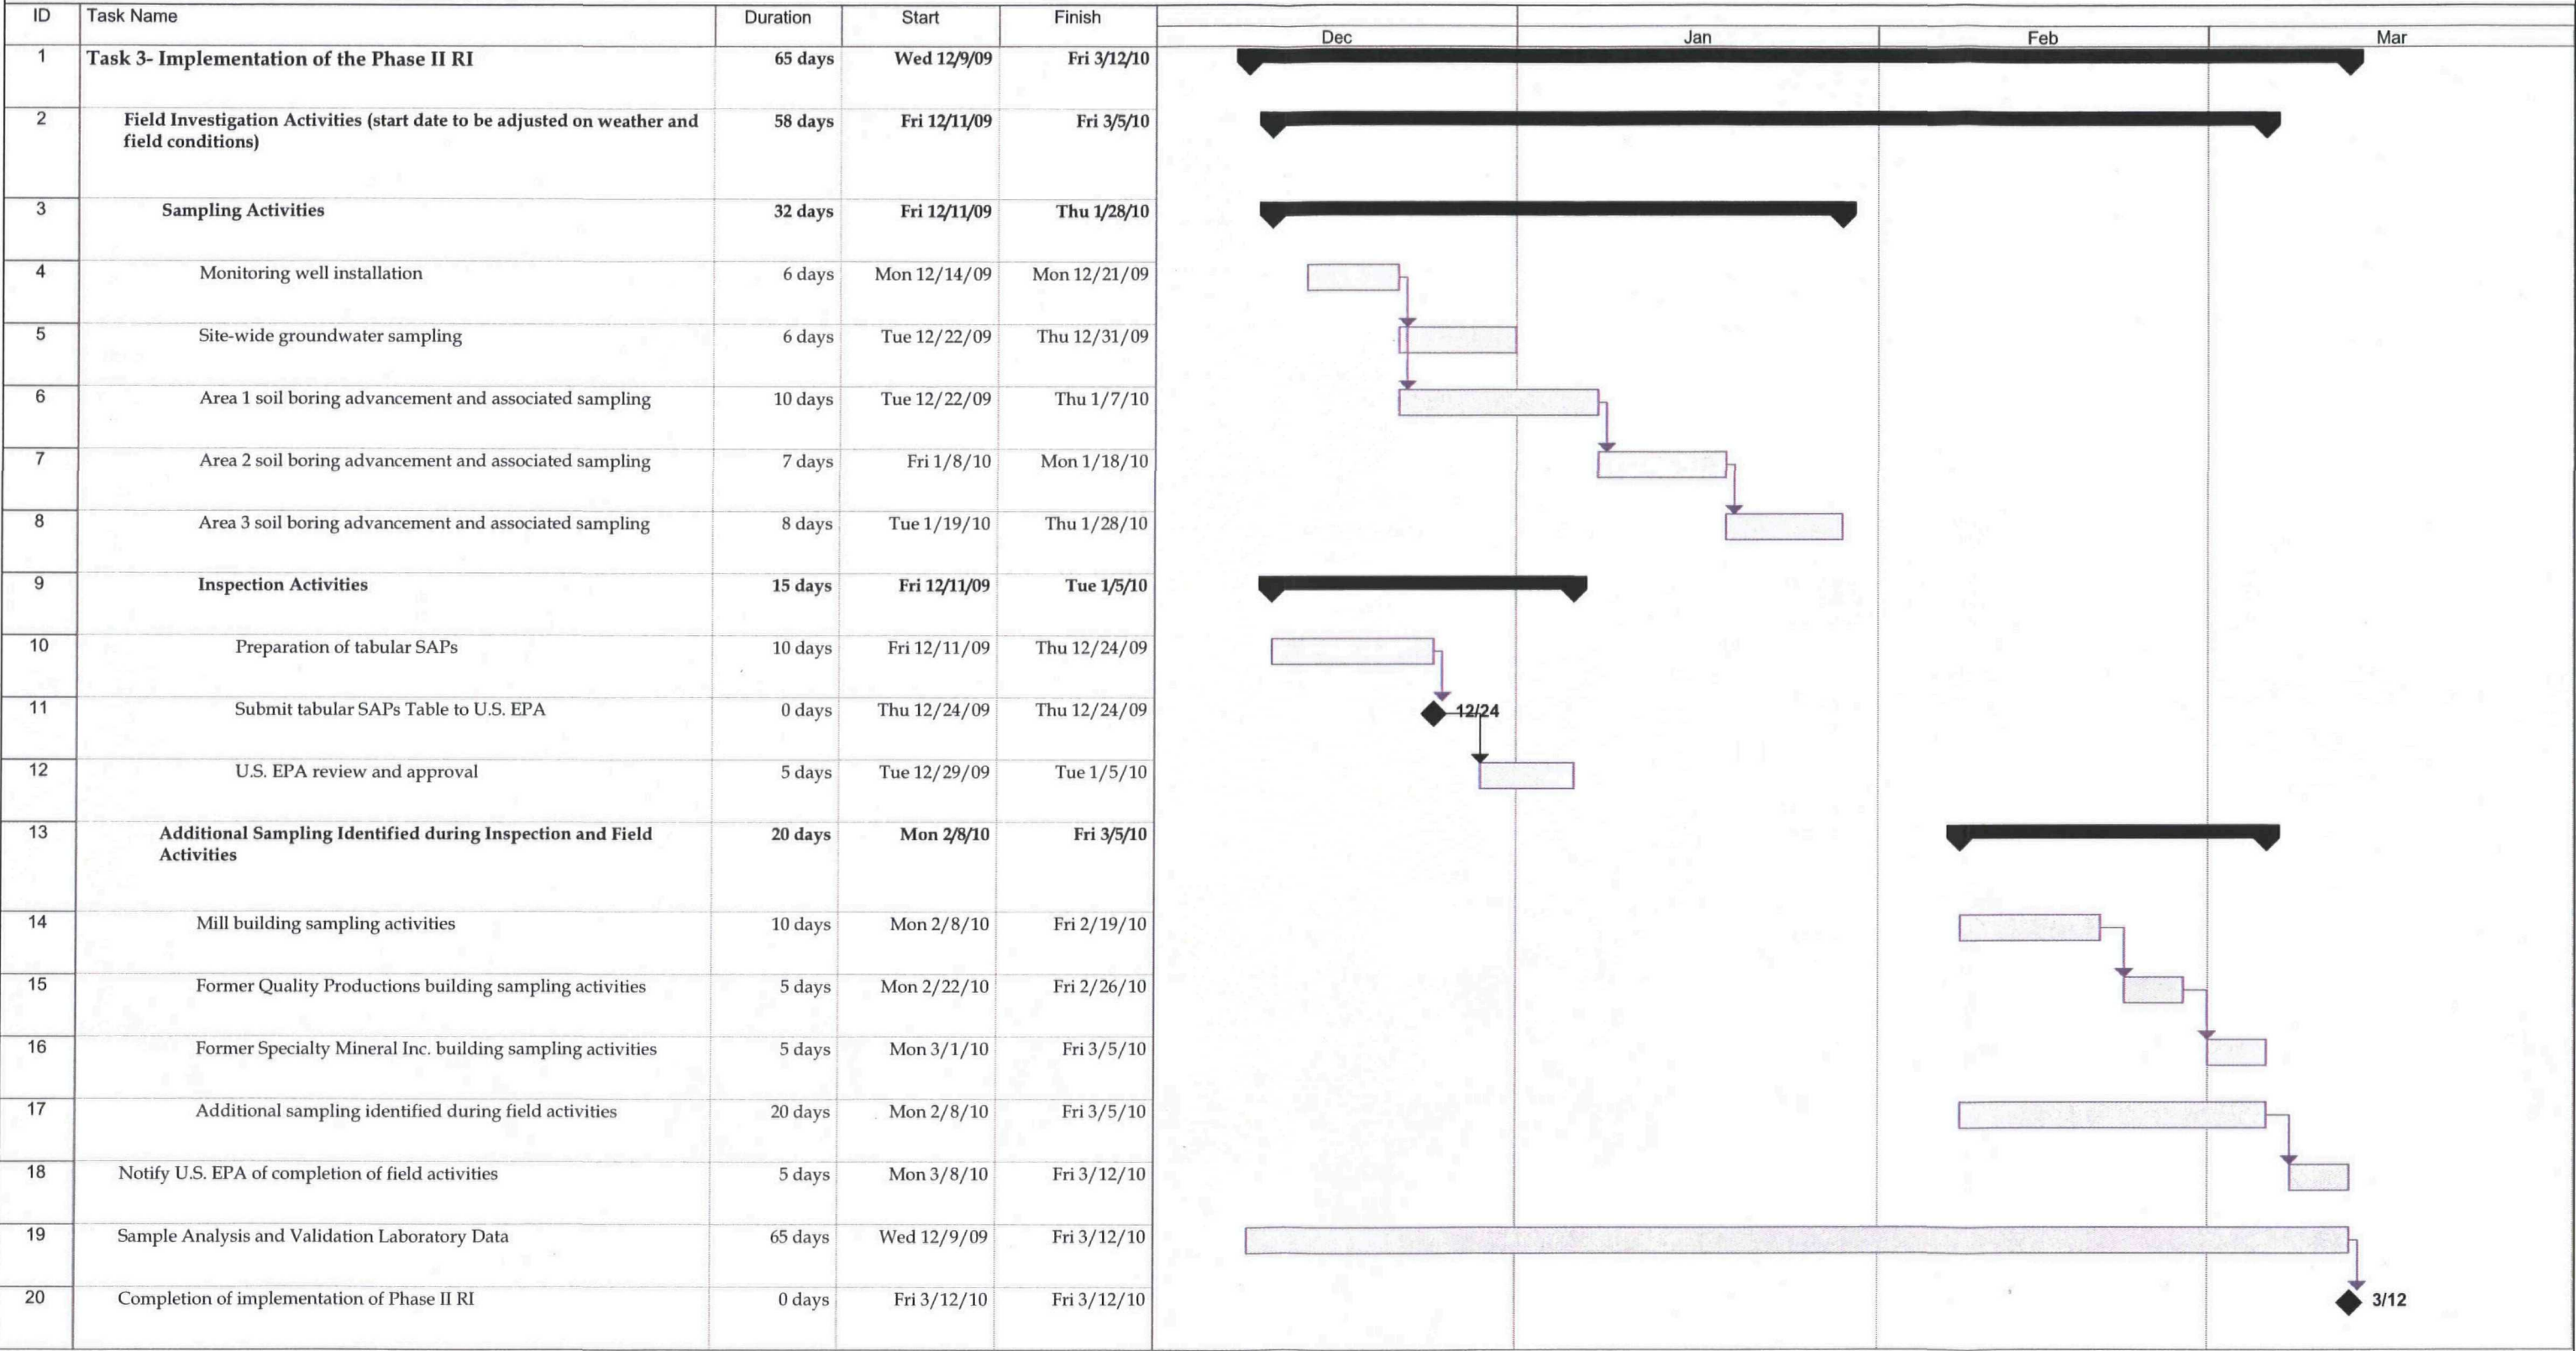 ID Task Name Duration Start Finish
Dec Jan Feb Mar
1 Task 3- Implementation of the Phase II RI 65 days Wed 12/9/09 Fri 3/12/10
2 Field Investigation Activities (start date to be adjusted on weather and 58 days Fri 12/11/09 Fri 3/5/10
field conditions)
3 Sampling Activities 32 days Fri 12/11/09 Thu 1/28/10
4 Monitoring well installation 6 days Mon 12/14/09 Mon 12/21/09
5 Site-wide groundwater sampling 6 days Tue 12/22/09 Thu 12/31/09
6 Area 1 soil boring advancement and associated sampling 10 days Tue 12/22/09 Thu 1/7/10
7 Area 2 soil boring advancement and associated sampling 7 days Fri 1/8/10 Mon 1/18/10
8 Area 3 soil boring advancement and associated sampling 8 days Tue 1/19/10 Thu 1/28/10
9 Inspection Activities 15 days Fri 12/11/09 Tue 1/5/10
10 Preparation of tabular SAPs 10 days Fri 12/11/09 Thu 12/24/09
11 Submit tabular SAPs Table to U.S. EPA 0 days Thu 12/24/09 Thu 12/24/09 12/24
12 U.S. EPA review and approval 5 days Tue 12/29/09 Tue 1/5/10
13 Additional Sampling Identified during Inspection and Field 20 days Mon 2/8/10 Fri 3/5/10
Activities
14 Mill building sampling activities 10 days Mon 2/8/10 Fri 2/19/10
15 Former Quality Productions building sampling activities 5 days Mon 2/22/10 Fri 2/26/10
16 Former Specialty Mineral Inc. building sampling activities 5 days Mon 3/1/10 Fri 3/5/10
17 Additional sampling identified during field activities 20 days Mon 2/8/10 Fri 3/5/10
18 Notify U.S. EPA of completion of field activities 5 days Mon 3/8/10 Fri 3/12/10
19 Sample Analysis and Validation Laboratory Data 65 days Wed 12/9/09 Fri 3/12/10
20 Completion of implementation of Phase II RI 0 days Fri 3/12/10 Fri 3/12/10 3/12